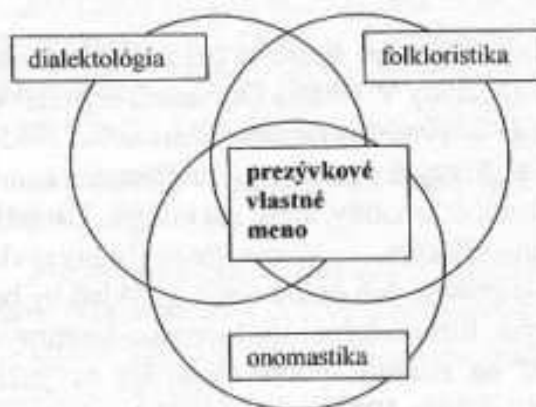 dialektológia
folkloristika
prezývkové
vlastné
meno
onomastika